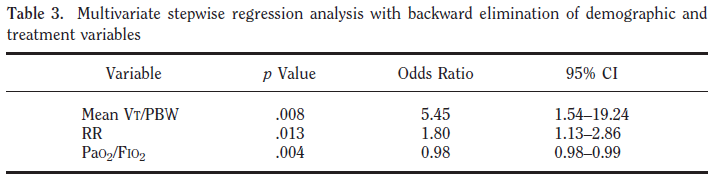 Table 3. Multivariate stepwise regression analysis with backward elimination of demographic and
treatment variables
Variable p Value Odds Ratio 95% CI
Mean VT/PBW .008 5.45 1.54–19.24
RR .013 1.80 1.13–2.86
PaO2/FIO2 .004 0.98 0.98–0.99